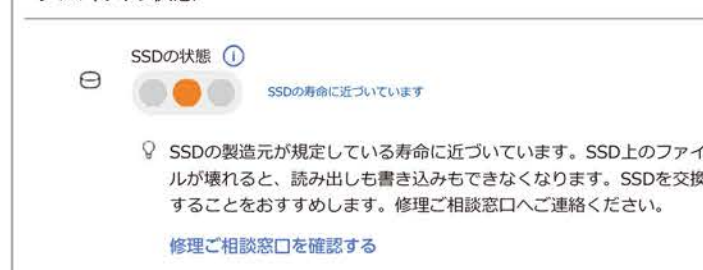 SSDの状態
SSDの寿命に近づいています
SSDの製造元が規定している寿命に近づいています。SSD上のファイ
ルが壊れると、読み出しも書き込みもできなくなります。SSDを交換
することをおすすめします。修理ご相談窓口へご連絡ください。
修理ご相談窓口を確認する